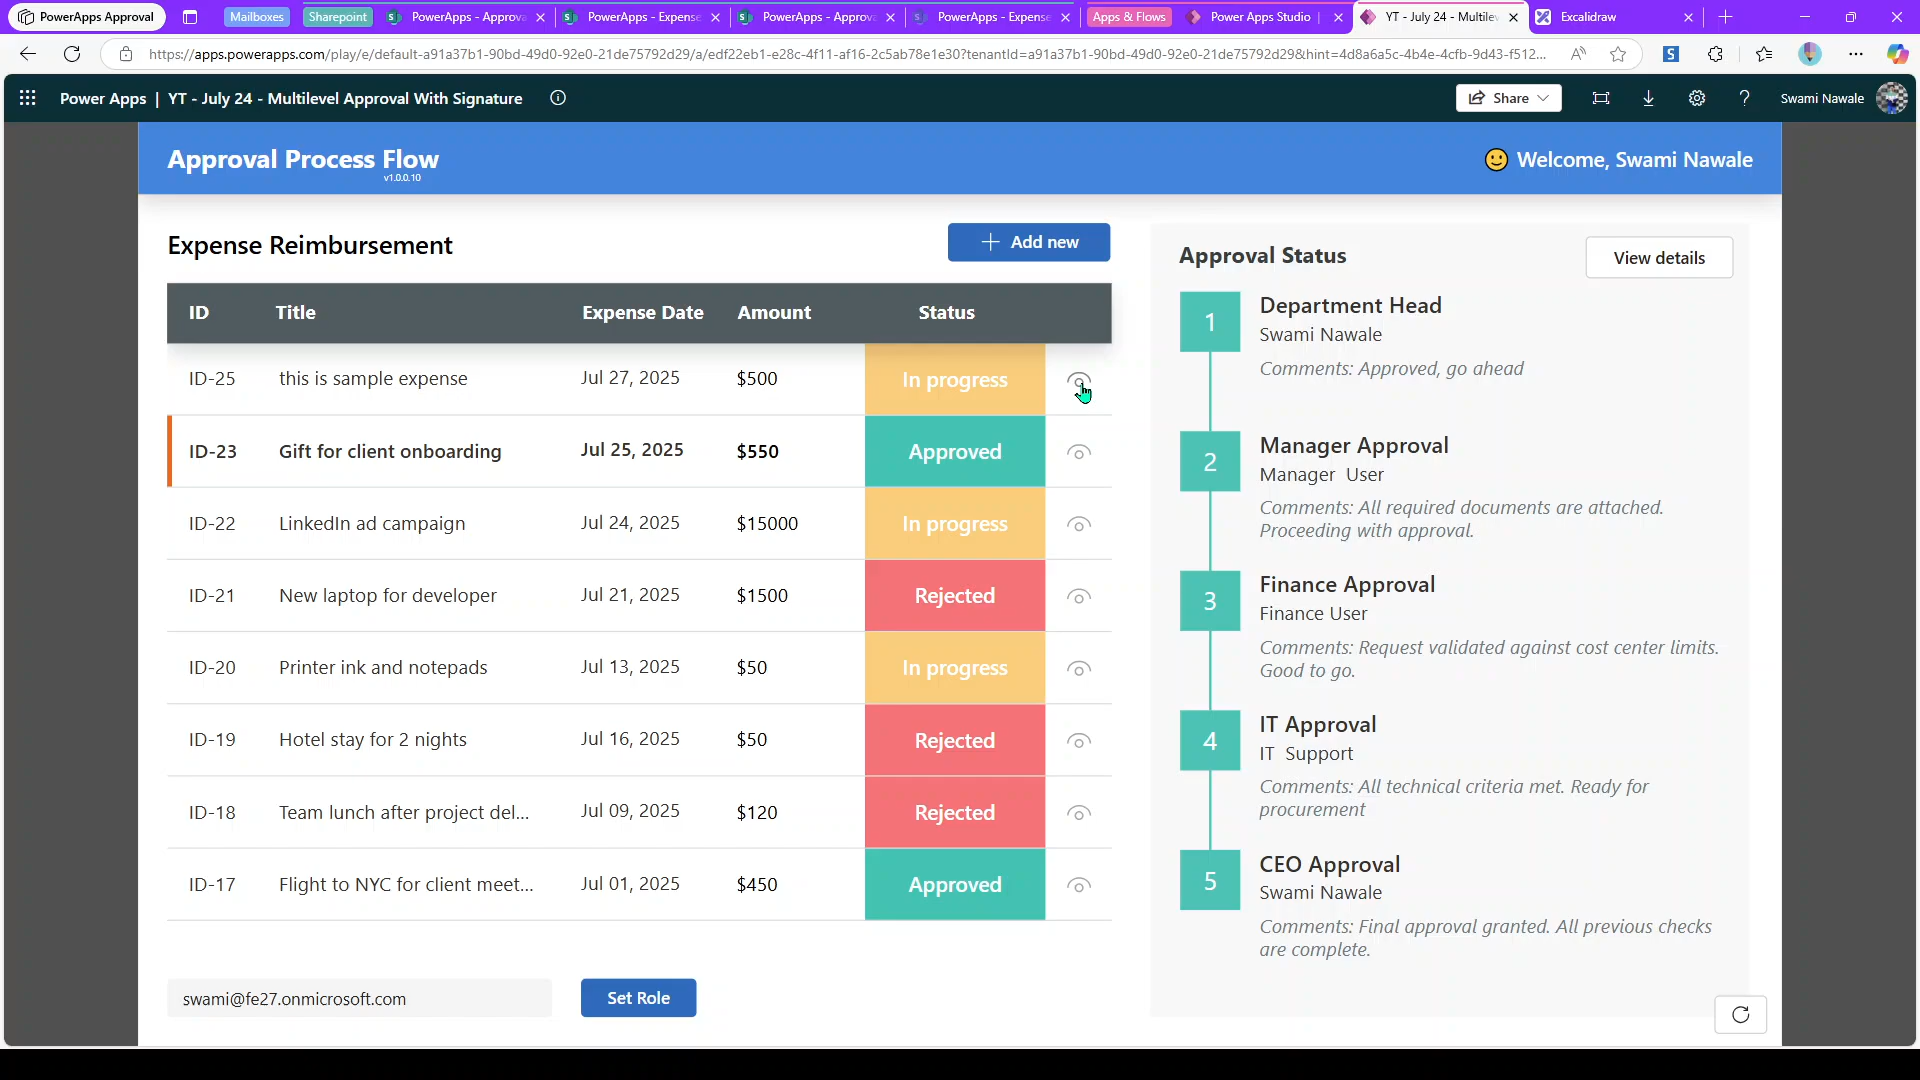 PowerApps Approval
Mailboxes
Sharepoint
PowerApps - Approva
PowerApps - Expense
PowerApps - Approva
PowerApps - Expense
Apps & Flows
Power Apps Studio
YT - July 24 - Multilev
Excalidraw
https://apps.powerapps.com/play/e/default-a91a37b1-90bd-49d0-92e0-21de75792d29/a/edf22eb1-e28c-4f11-af16-2c5ab78e1e30?tenantId=a91a37b1-90bd-49d0-92e0-21de75792d29&hint=4d8a6a5c-4b4e-4cfb-9d43-f512...
Power Apps | YT - July 24 - Multilevel Approval With Signature
Share
Swami Nawale
Approval Process Flow
v1.0.0.10
Welcome, Swami Nawale
Expense Reimbursement
Add new
ID Title Expense Date Amount Status
ID-25 this is sample expense Jul 27, 2025 $500 In progress
ID-23 Gift for client onboarding Jul 25, 2025 $550 Approved
ID-22 LinkedIn ad campaign Jul 24, 2025 $15000 In progress
ID-21 New laptop for developer Jul 21, 2025 $1500 Rejected
ID-20 Printer ink and notepads Jul 13, 2025 $50 In progress
ID-19 Hotel stay for 2 nights Jul 16, 2025 $50 Rejected
ID-18 Team lunch after project del... Jul 09, 2025 $120 Rejected
ID-17 Flight to NYC for client meet... Jul 01, 2025 $450 Approved
swami@fe27.onmicrosoft.com
Set Role
Approval Status
View details
1
Department Head
Swami Nawale
Comments: Approved, go ahead
2
Manager Approval
Manager User
Comments: All required documents are attached.
Proceeding with approval.
3
Finance Approval
Finance User
Comments: Request validated against cost center limits.
Good to go.
4
IT Approval
IT Support
Comments: All technical criteria met. Ready for
procurement
5
CEO Approval
Swami Nawale
Comments: Final approval granted. All previous checks
are complete.